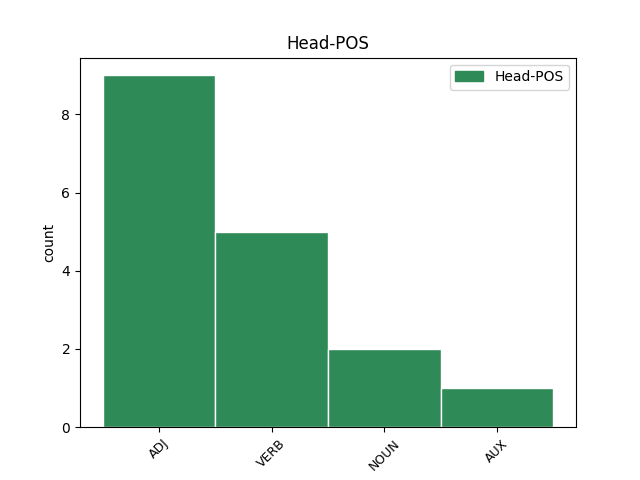 Head-POS
Head-POS
count
8
6
4
2
0
ADJ
VERB
NOUN
AUX